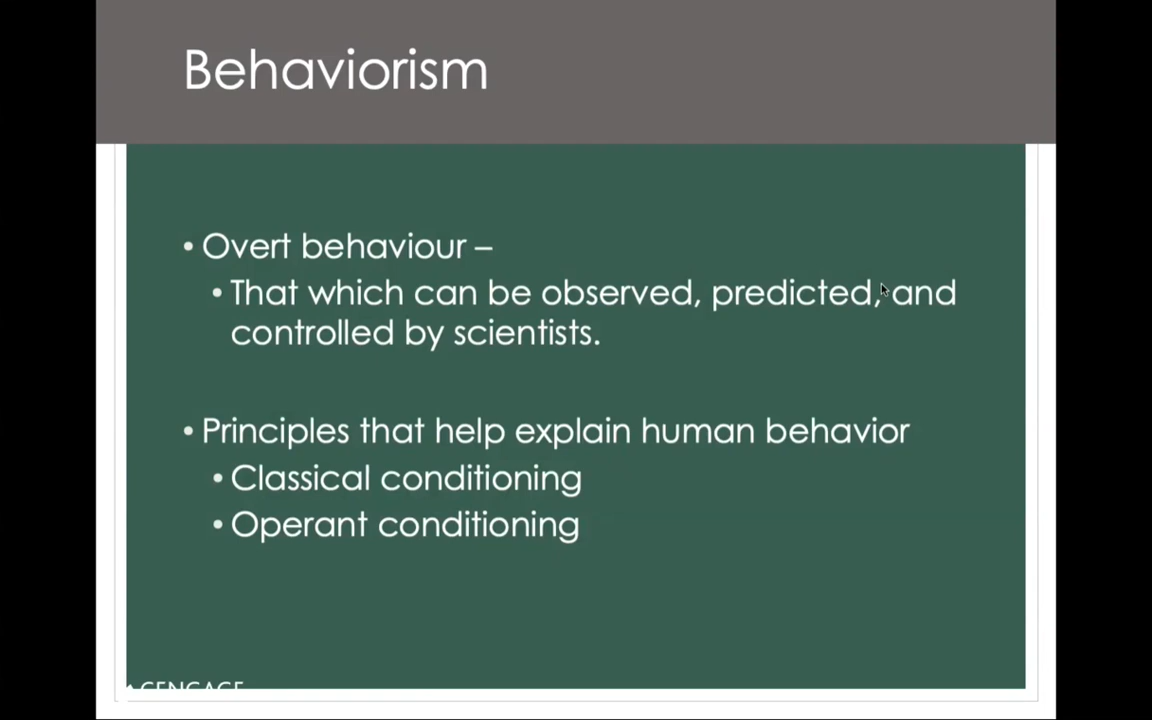 Behaviorism
• Overt behaviour –
• That which can be observed, predicted, and
controlled by scientists.
• Principles that help explain human behavior
• Classical conditioning
• Operant conditioning
CENGAGE